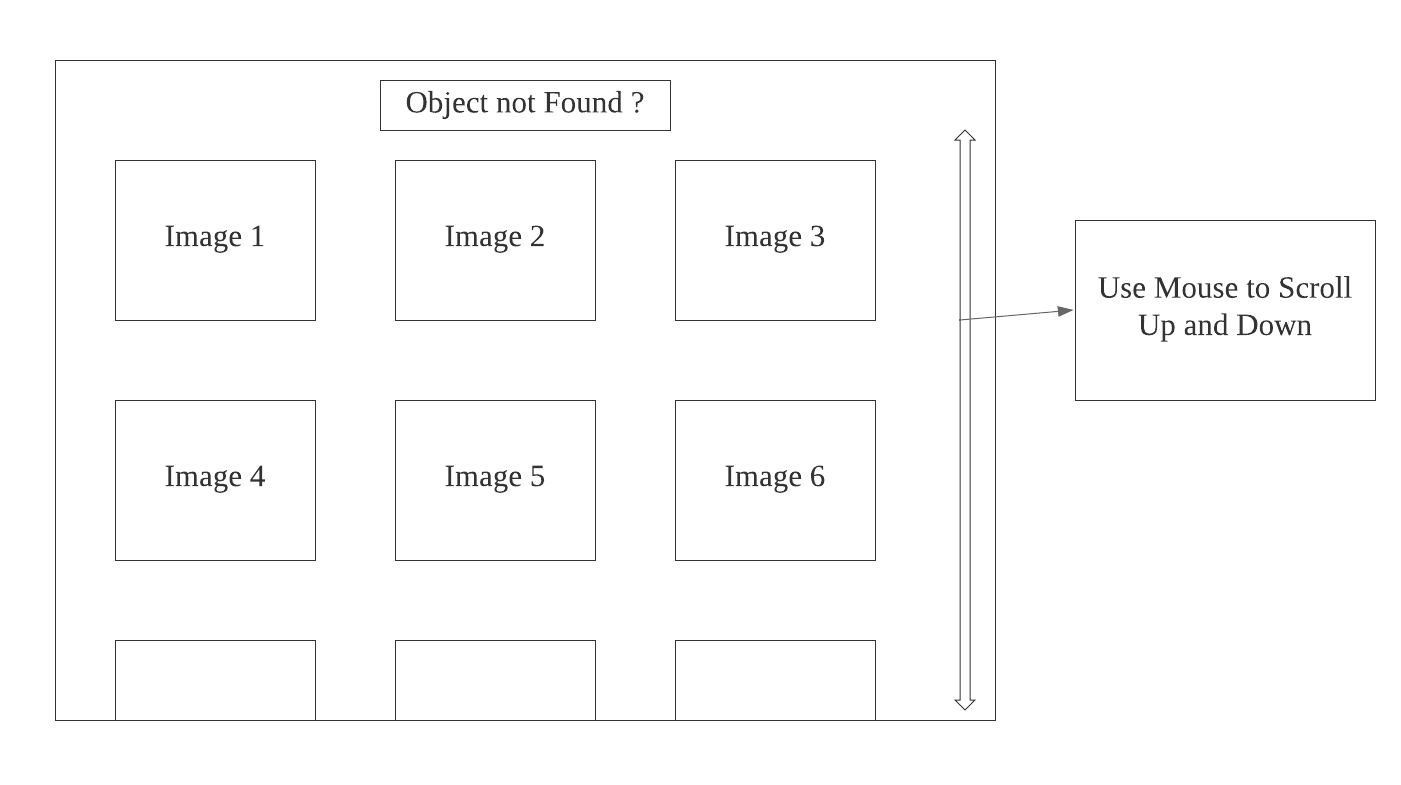 Object not Found ?
Image 1
Image 2
Image 3
Use Mouse to Scroll
Up and Down
Image 4
Image 5
Image 6